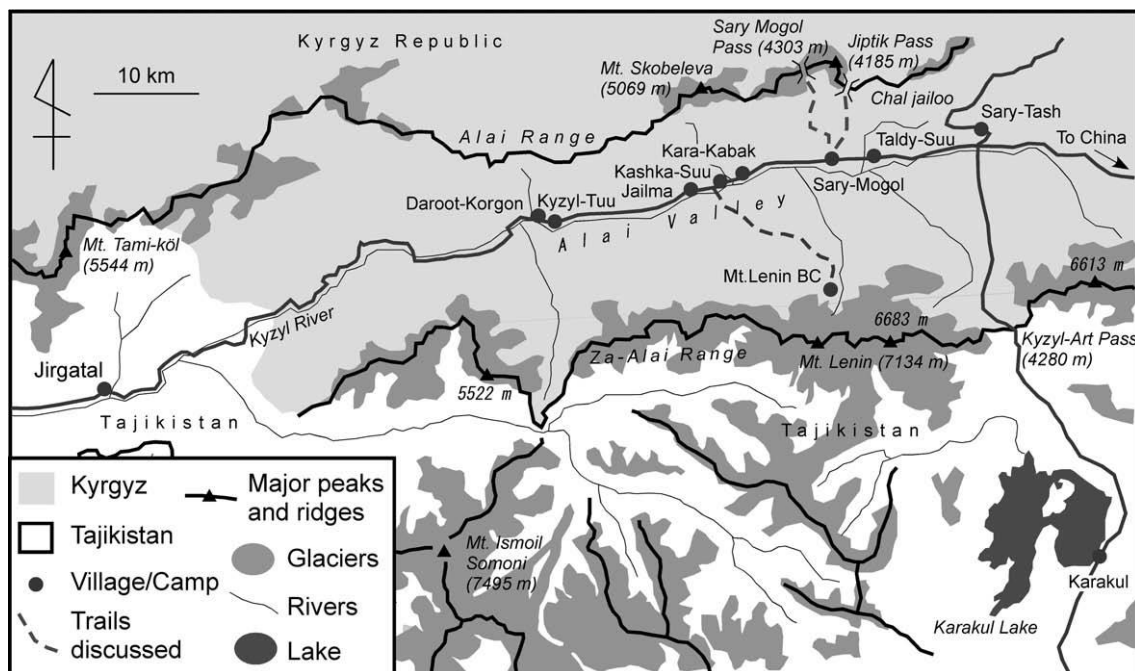 Kyrgyz Republic
10 km
Sary Mogol
Pass (4303 m)
Jiptik Pass
(4185 m)
Mt. Skobeleva
(5069 m)
Chal jailoo
Sary-Tash
Alai Range
Kara-Kabak
Taldy-Suu
To China
Kashka-Suu
Jailma
Sary-Mogol
Daroot-Korgon
Kyzyl-Tuu
Alai Valley
Mt. Tami-köl
(5544 m)
Mt.Lenin BC
6613 m
Kyzyl River
6683 m
Za-Alai Range
Mt. Lenin (7134 m)
Kyzyl-Art Pass
(4280 m)
Jirgatal
5522 m
Tajikistan
Tajikistan
Mt. Ismoil
Somoni
(7495 m)
Karakul
Karakul Lake
Kyrgyz
Tajikistan
Village/Camp
Trails
discussed
Major peaks
and ridges
Glaciers
Rivers
Lake